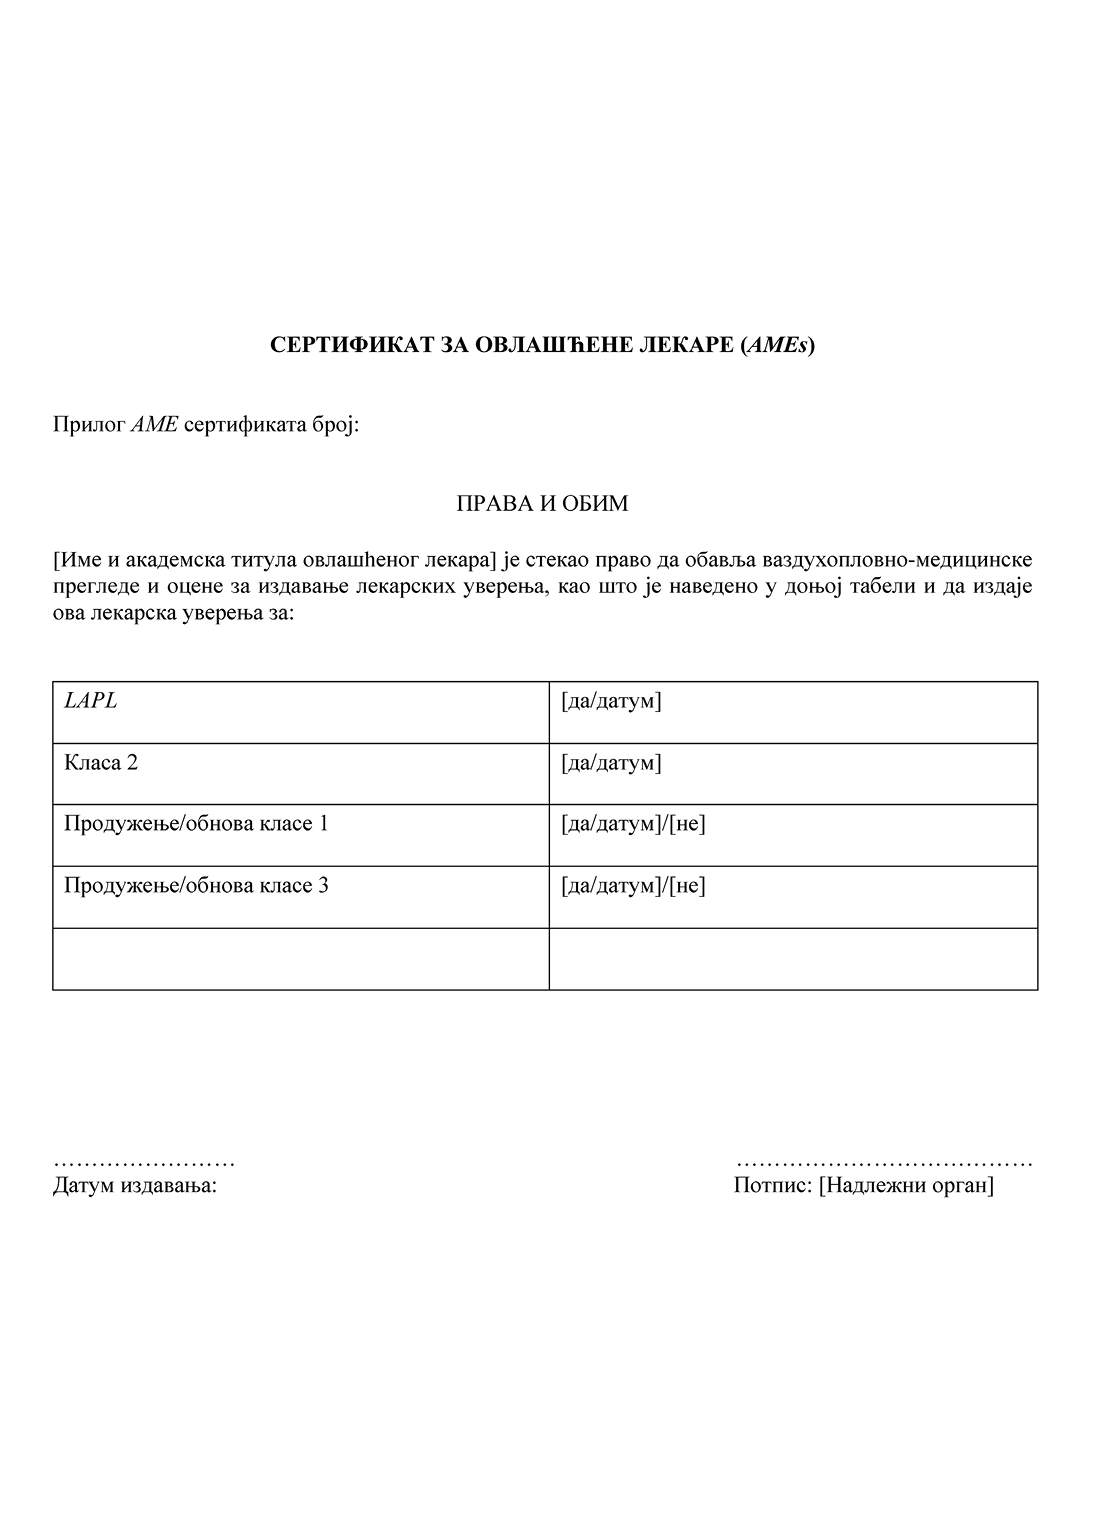 СЕРТИФИКАТ ЗА ОВЛАШЋЕНЕ ЛЕКАРЕ (AMEs)
Прилог AME сертификата број:
ПРАВА И ОБИМ
[Име и академска титула овлашћеног лекара] је стекао право да обавља ваздухопловно-медицинске
прегледе и оцене за издавање лекарских уверења, као што је наведено у доњој табели и да издаје
ова лекарска уверења за:
LAPL [да/датум]
Класа 2 [да/датум]
Продужење/обнова класе 1 [да/датум]/[не]
Продужење/обнова класе 3 [да/датум]/[не]
…………………… …………………………………
Датум издавања: Потпис: [Надлежни орган]